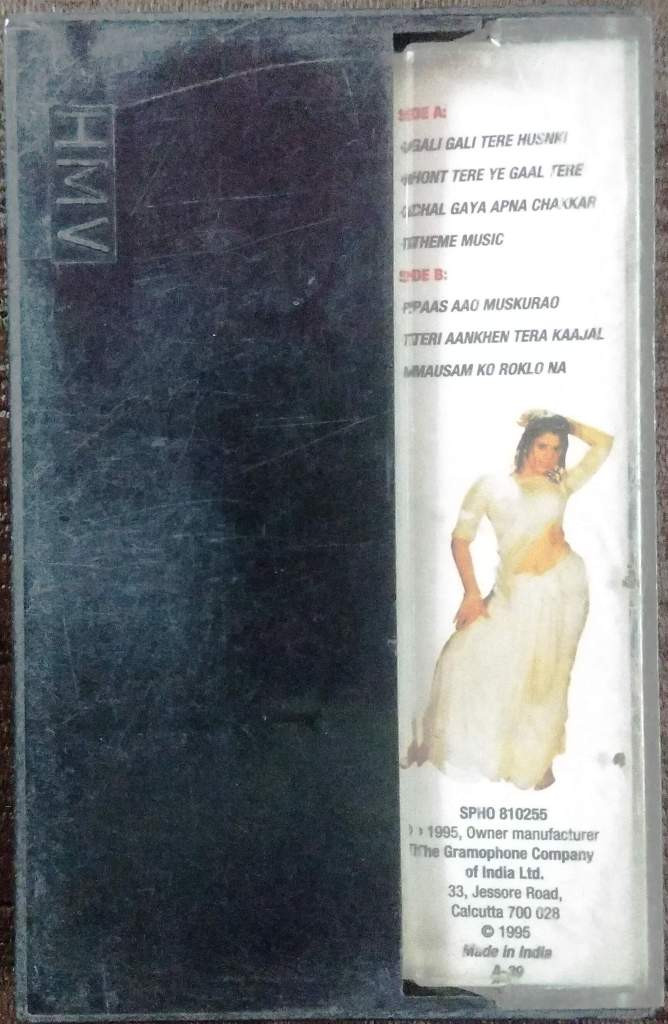 HMV
SIDE A:
GALI GALI TERE HUSNKI
HONT TERE YE GAAL TERE
CHAL GAYA APNA CHAKKAR
THEME MUSIC
SIDE B:
PAAS AAO MUSKURAO
TERI AANKHEN TERA KAAJAL
MAUSAM KO ROKLO NA
SPHO 810255
1995, Owner manufacturer
The Gramophone Company
of India Ltd.
33, Jessore Road,
Calcutta 700 028
© 1995
Made in India